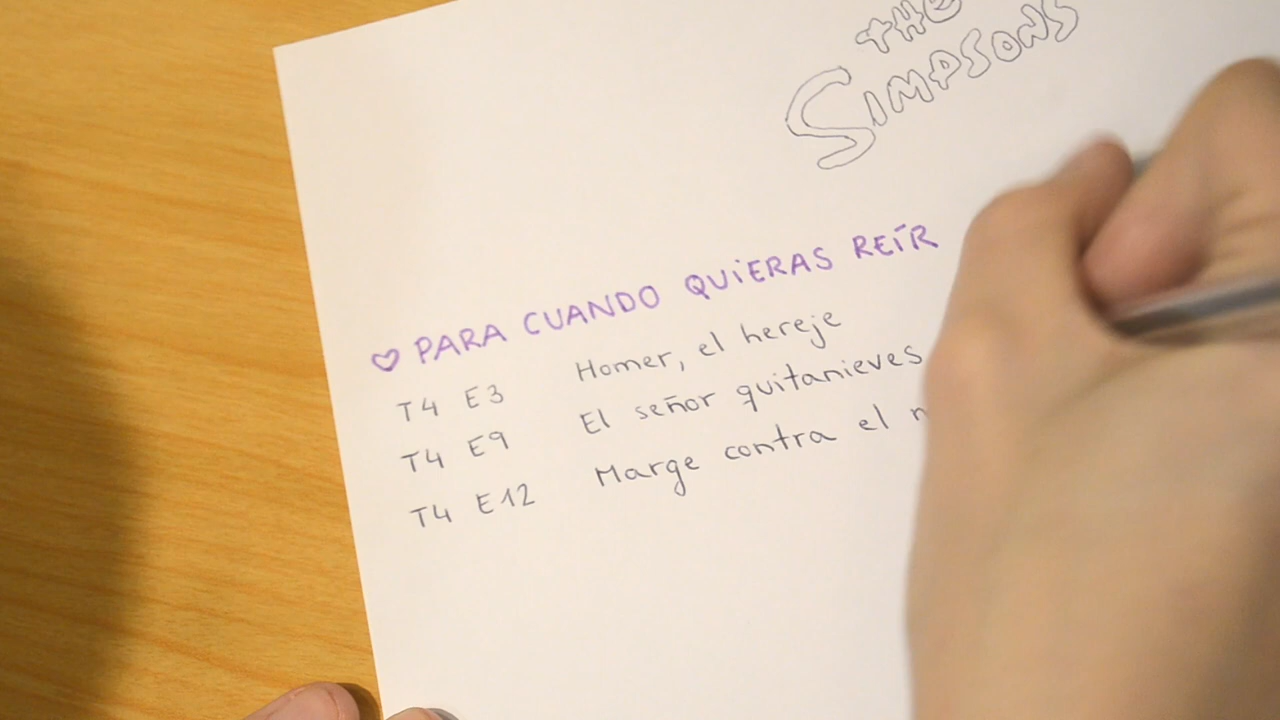 THE
SIMPSONS
♡ PARA CUANDO QUIERAS REÍR
T4 E3 Homer, el hereje
T4 E9 El señor quitanieves
T4 E12 Marge contra el